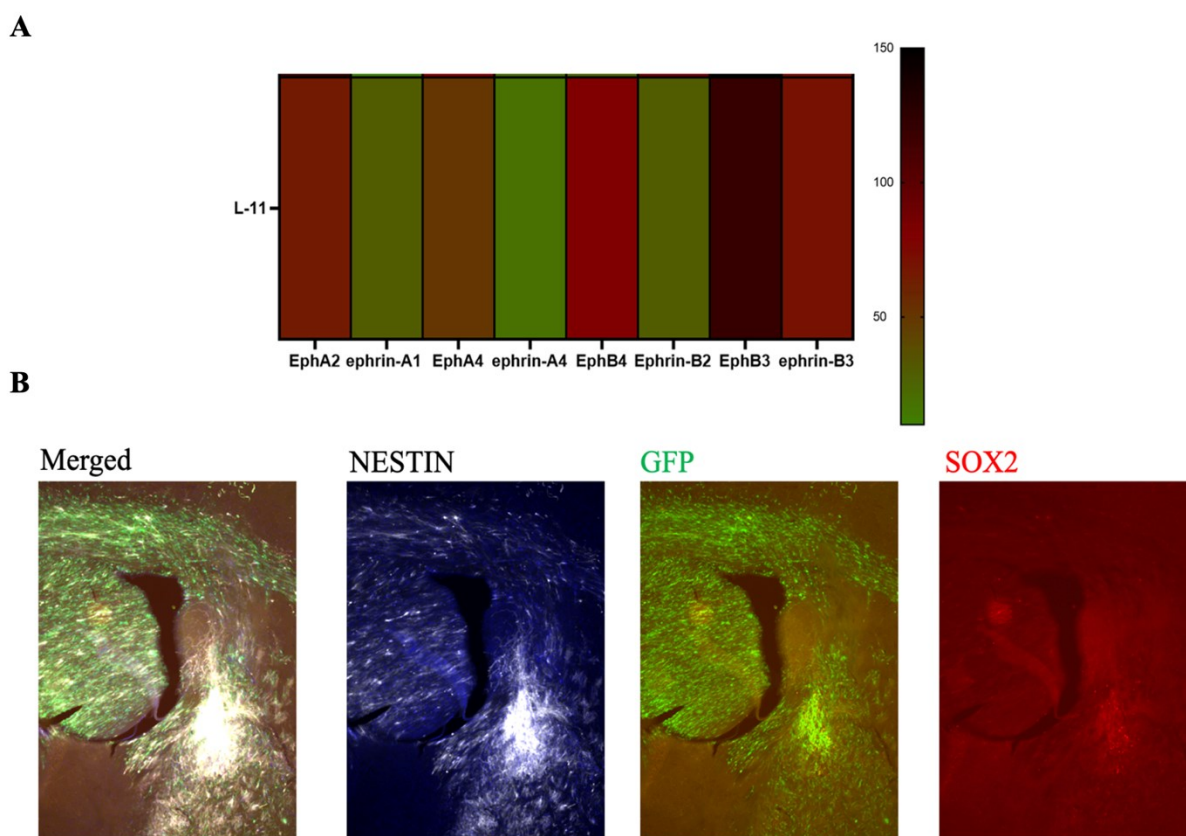 A
150
100
50
L-11
EphA2 ephrin-A1 EphA4 ephrin-A4 EphB4 Ephrin-B2 EphB3 ephrin-B3
B
Merged NESTIN GFP SOX2